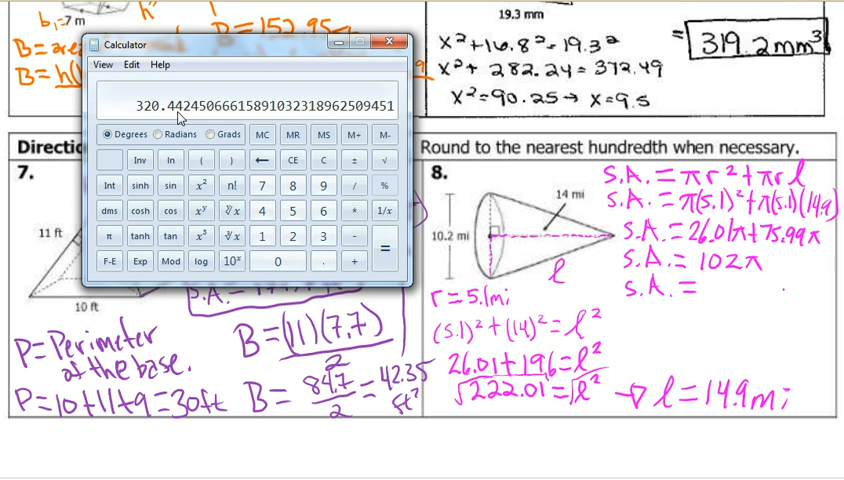 b₁=7 m
h
B = 152.95
B = area
B = h(
19.3 mm
x²+16.8²=19.3²
x²+ 282.24 = 372.49
x²=90.25→ x=9.5
= 319.2mm³
Calculator
View Edit Help
320.44245066615891032318962509451
Degrees Radians Grads MC MR MS M+ M-
Inv ln ( ) ← CE C ± √
Int sinh sin x² n! 7 8 9 / %
dms cosh cos xʸ ʸ√x 4 5 6 * 1/x
π tanh tan x³ ³√x 1 2 3 - =
F-E Exp Mod log 10ˣ 0 . +
Round to the nearest hundredth when necessary.
7.
11 ft
10 ft
S.A.=
P=Perimeter
of the base.
P=10+11+9=30ft
B=(11)(7.7)
2
B= 84.7 = 42.35
2 ft²
8.
14 mi
10.2 mi
l
r=5.1mi
(5.1)²+(14)²=l²
26.01+196=l²
√222.01=√l² → l=14.9mi
S.A.=πr²+πrl
S.A.=π(5.1)²+π(5.1)(14.9)
S.A.=26.01π+75.99π
S.A.=102π
S.A.=